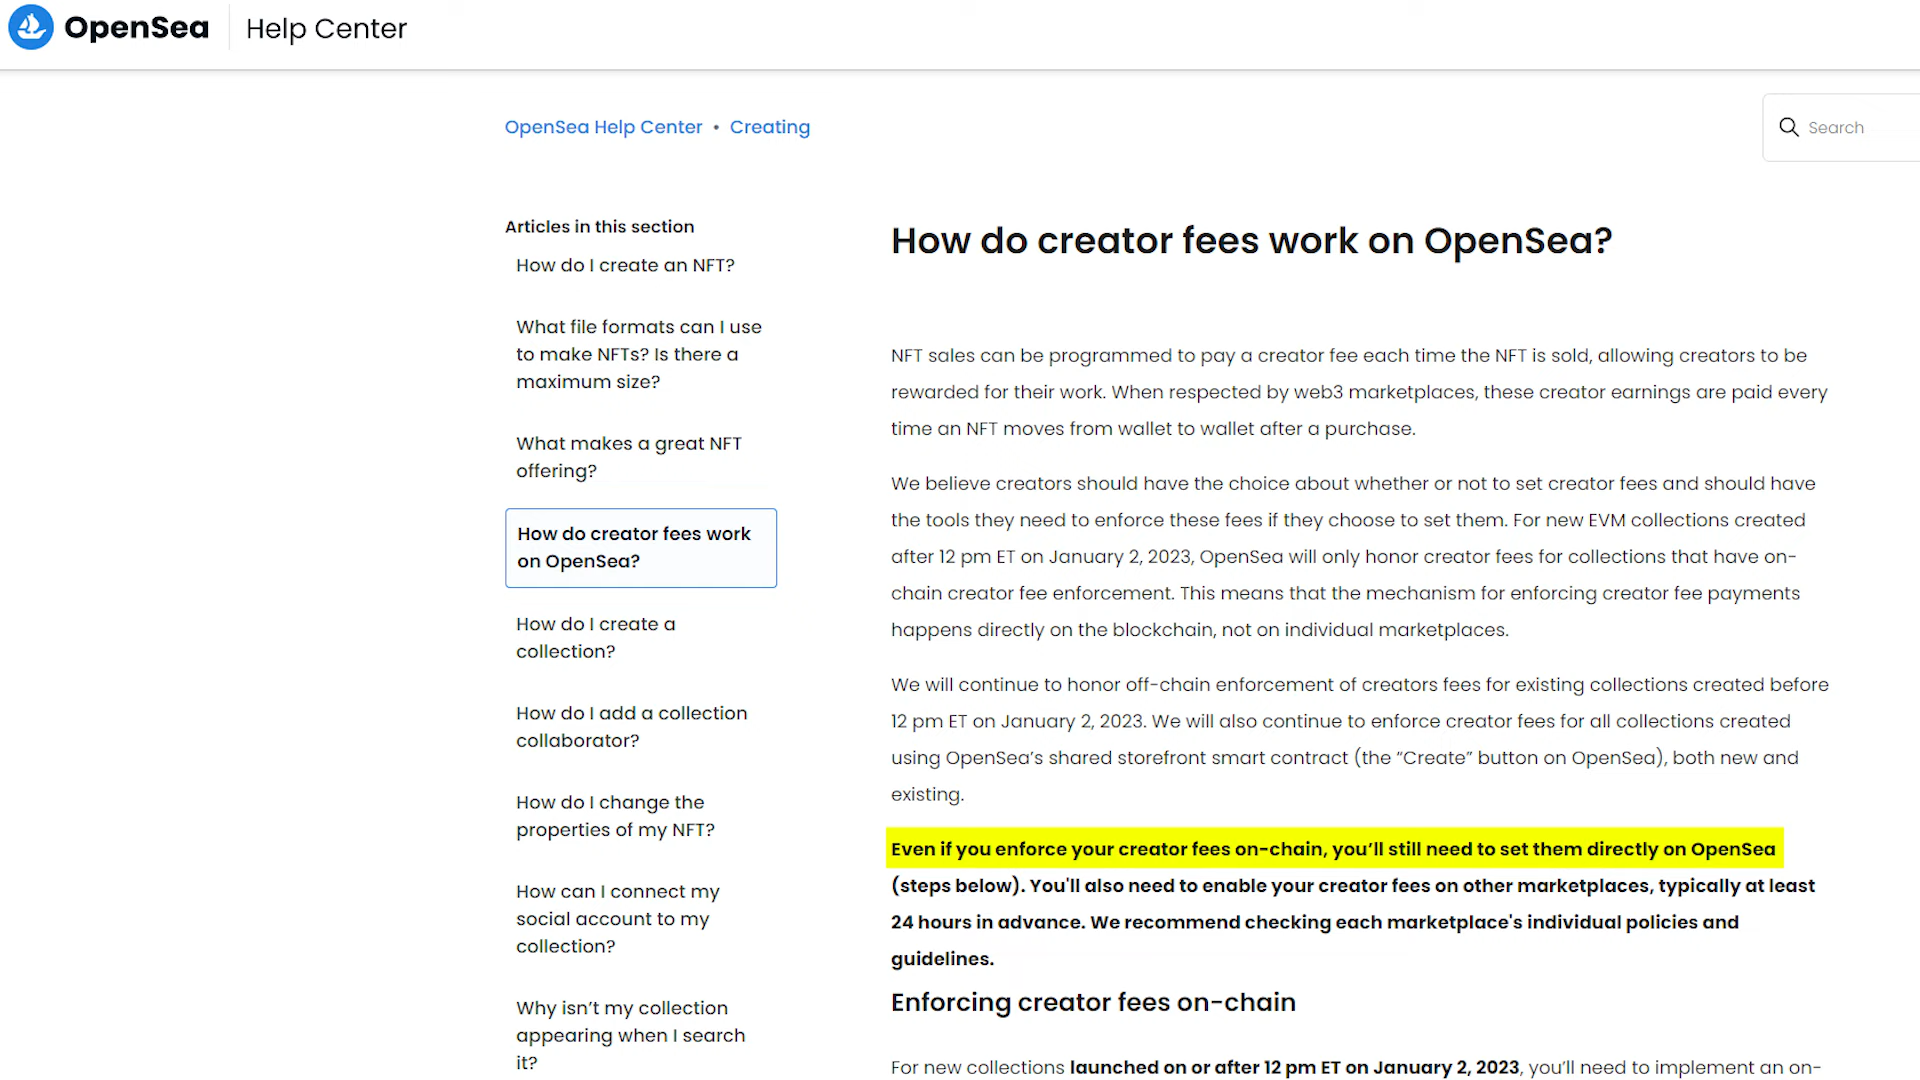 OpenSea
Help Center
OpenSea Help Center • Creating
Search
Articles in this section
How do I create an NFT?
What file formats can I use
to make NFTs? Is there a
maximum size?
What makes a great NFT
offering?
How do creator fees work
on OpenSea?
How do I create a
collection?
How do I add a collection
collaborator?
How do I change the
properties of my NFT?
How can I connect my
social account to my
collection?
Why isn’t my collection
appearing when I search
it?
How do creator fees work on OpenSea?
NFT sales can be programmed to pay a creator fee each time the NFT is sold, allowing creators to be
rewarded for their work. When respected by web3 marketplaces, these creator earnings are paid every
time an NFT moves from wallet to wallet after a purchase.
We believe creators should have the choice about whether or not to set creator fees and should have
the tools they need to enforce these fees if they choose to set them. For new EVM collections created
after 12 pm ET on January 2, 2023, OpenSea will only honor creator fees for collections that have on-
chain creator fee enforcement. This means that the mechanism for enforcing creator fee payments
happens directly on the blockchain, not on individual marketplaces.
We will continue to honor off-chain enforcement of creators fees for existing collections created before
12 pm ET on January 2, 2023. We will also continue to enforce creator fees for all collections created
using OpenSea’s shared storefront smart contract (the “Create” button on OpenSea), both new and
existing.
Even if you enforce your creator fees on-chain, you’ll still need to set them directly on OpenSea
(steps below). You'll also need to enable your creator fees on other marketplaces, typically at least
24 hours in advance. We recommend checking each marketplace's individual policies and
guidelines.
Enforcing creator fees on-chain
For new collections launched on or after 12 pm ET on January 2, 2023, you’ll need to implement an on-